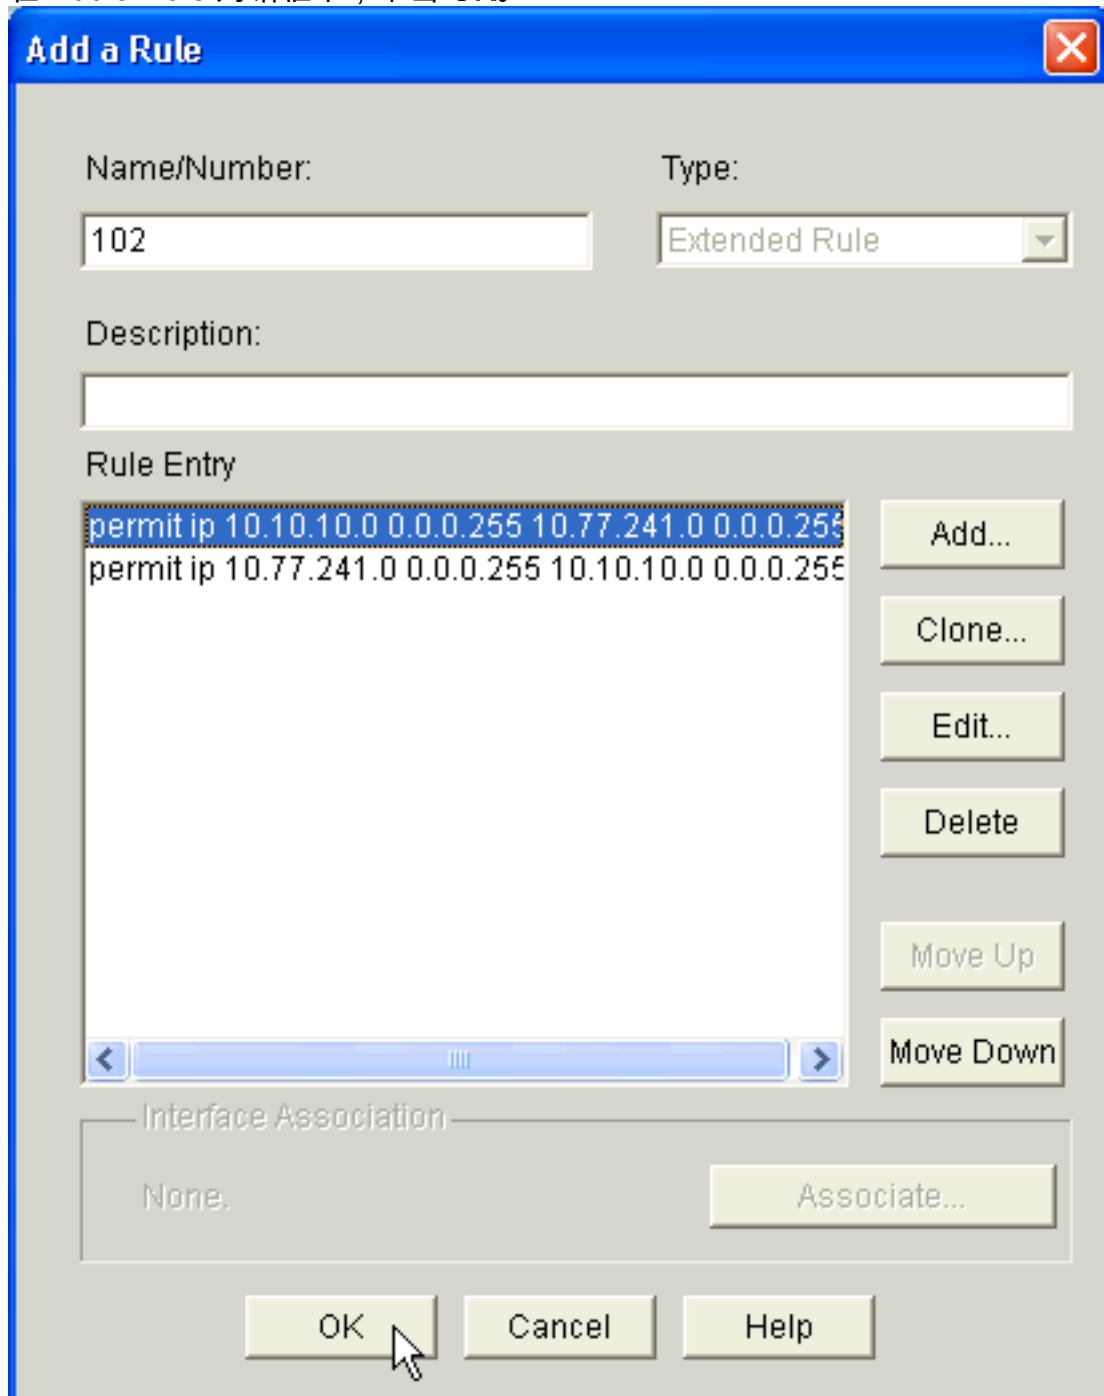 Add a Rule
Name/Number:
Type:
102
Extended Rule
Description:
Rule Entry
permit ip 10.10.10.0 0.0.0.255 10.77.241.0 0.0.0.255
permit ip 10.77.241.0 0.0.0.255 10.10.10.0 0.0.0.255
Add...
Clone...
Edit...
Delete
Move Up
Move Down
Interface Association
None.
Associate...
OK
Cancel
Help